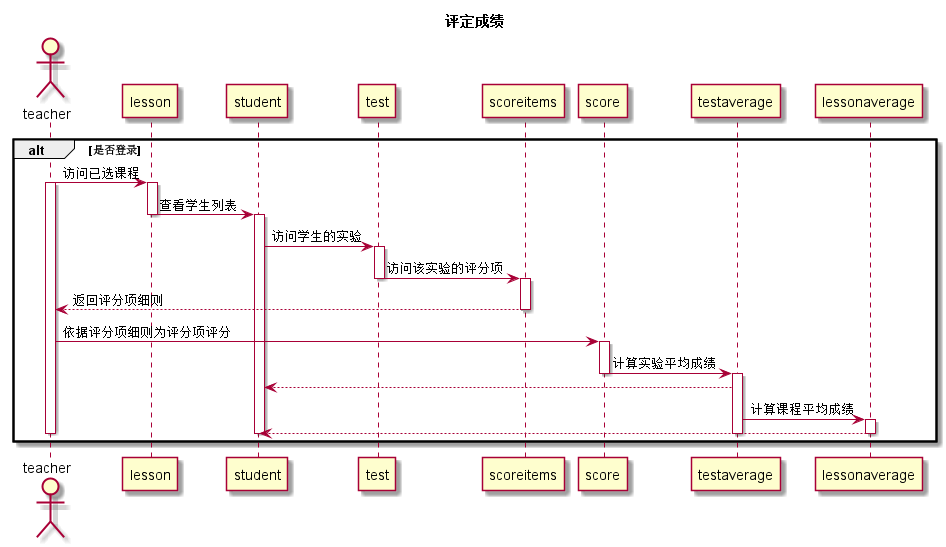 评定成绩
teacher
lesson
student
test
scoreitems
score
testaverage
lessonaverage
alt
[是否登录]
访问已选课程
查看学生列表
访问学生的实验
访问该实验的评分项
返回评分项细则
依据评分项细则为评分项评分
计算实验平均成绩
计算课程平均成绩
teacher
lesson
student
test
scoreitems
score
testaverage
lessonaverage